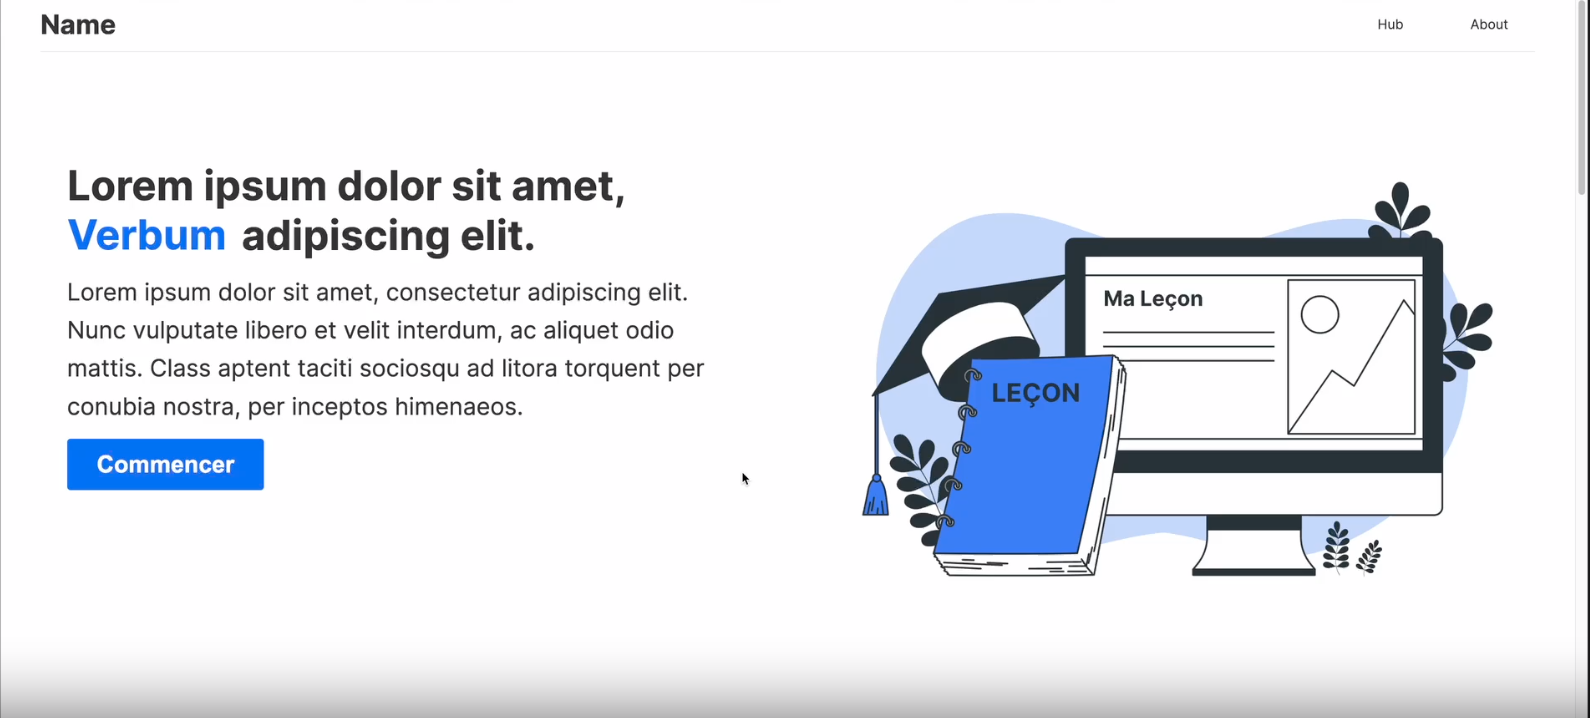 Name
Hub
About
Lorem ipsum dolor sit amet,
Verbum adipiscing elit.
Lorem ipsum dolor sit amet, consectetur adipiscing elit.
Nunc vulputate libero et velit interdum, ac aliquet odio
mattis. Class aptent taciti sociosqu ad litora torquent per
conubia nostra, per inceptos himenaeos.
Commencer
Ma Leçon
LEÇON